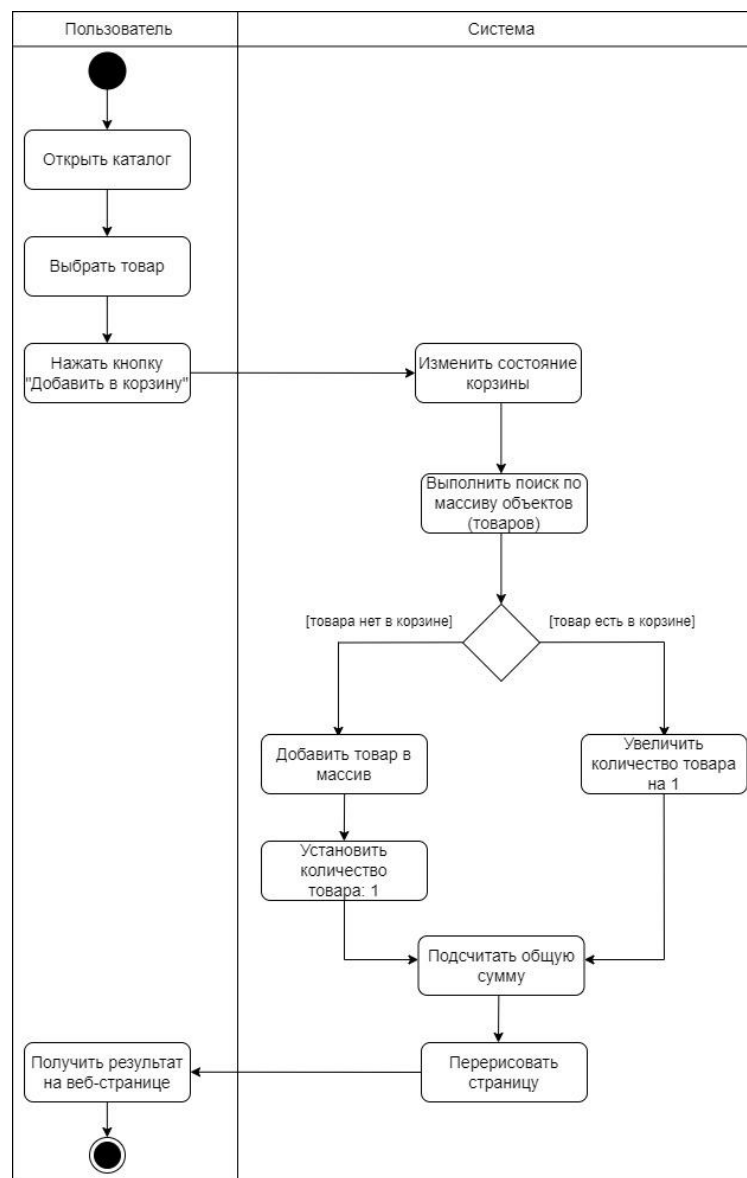 Пользователь
Система
Открыть каталог
Выбрать товар
Нажать кнопку
"Добавить в корзину"
Изменить состояние
корзины
Выполнить поиск по
массиву объектов
(товаров)
[товара нет в корзине]
[товар есть в корзине]
Добавить товар в
массив
Увеличить
количество товара
на 1
Установить
количество
товара: 1
Подсчитать общую
сумму
Получить результат
на веб-странице
Перерисовать
страницу